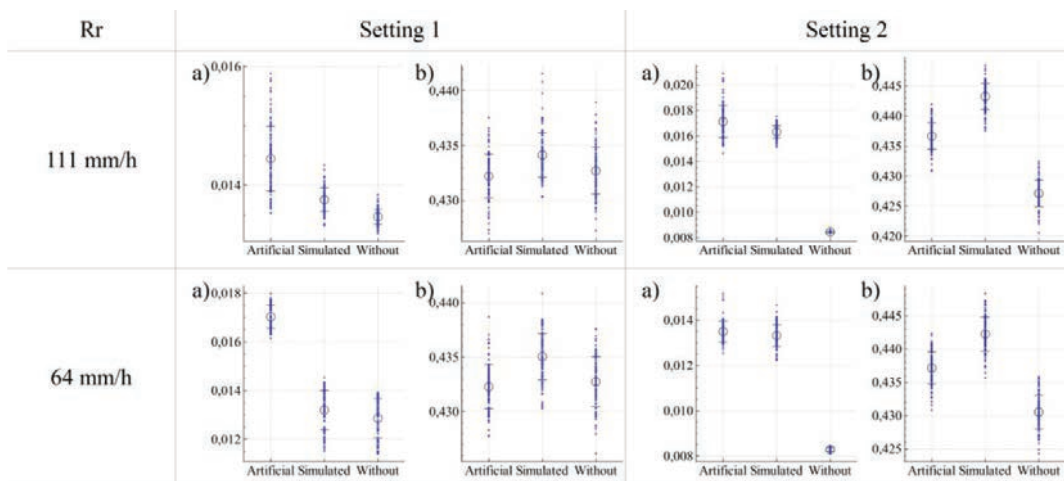 Rr Setting 1 Setting 2
111 mm/h
a)
0,016
0,014
Artificial Simulated Without
b)
0,440
0,435
0,430
Artificial Simulated Without
a)
0,020
0,018
0,016
0,014
0,012
0,010
0,008
Artificial Simulated Without
b)
0,445
0,440
0,435
0,430
0,425
0,420
Artificial Simulated Without
64 mm/h
a)
0,018
0,016
0,014
0,012
Artificial Simulated Without
b)
0,440
0,435
0,430
Artificial Simulated Without
a)
0,014
0,012
0,010
0,008
Artificial Simulated Without
b)
0,445
0,440
0,435
0,430
0,425
Artificial Simulated Without